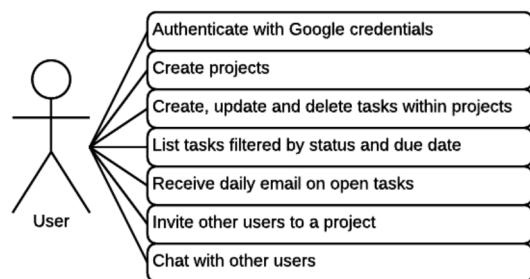 Authenticate with Google credentials
Create projects
Create, update and delete tasks within projects
List tasks filtered by status and due date
Receive daily email on open tasks
Invite other users to a project
Chat with other users
User